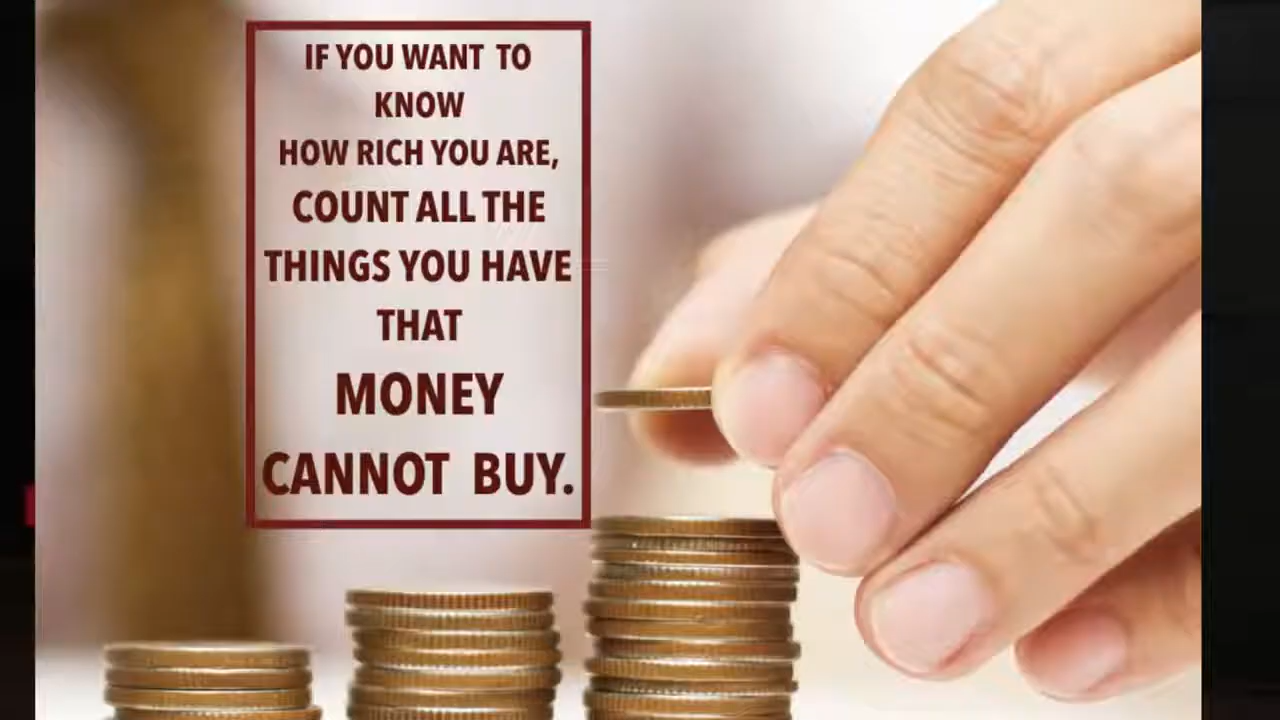 IF YOU WANT TO
KNOW
HOW RICH YOU ARE,
COUNT ALL THE
THINGS YOU HAVE
THAT
MONEY
CANNOT BUY.